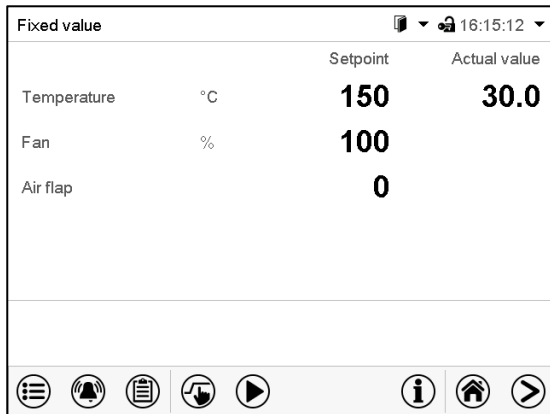 Fixed value 16:15:12
Setpoint Actual value
Temperature °C 150 30.0
Fan % 100
Air flap 0